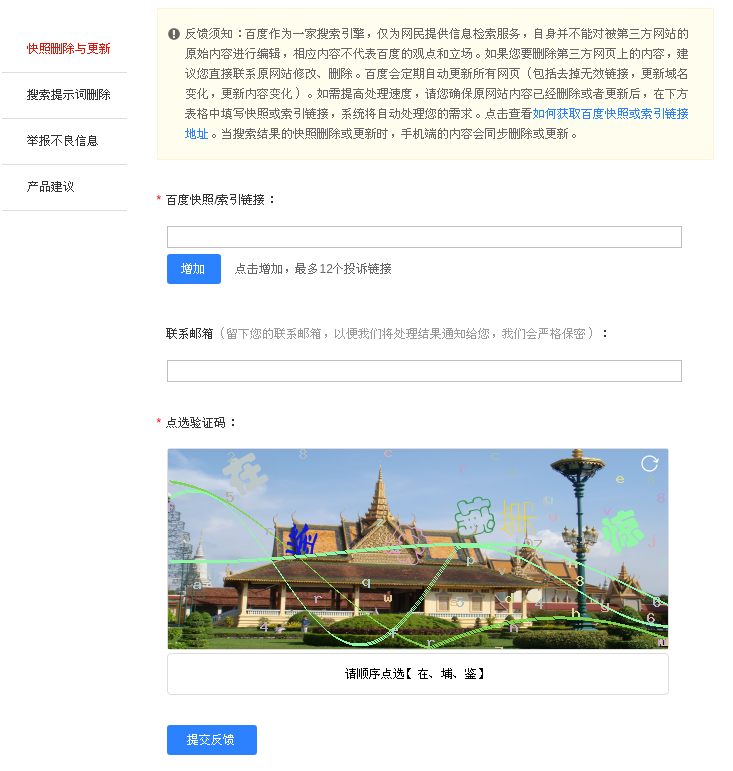 快照删除与更新
搜索提示词删除
举报不良信息
产品建议
反馈须知：百度作为一家搜索引擎，仅为网民提供信息检索服务，自身并不能对被第三方网站的
原始内容进行编辑，相应内容不代表百度的观点和立场。如果您要删除第三方网页上的内容，建
议您直接联系原网站修改、删除。百度会定期自动更新所有网页（包括去掉无效链接，更新域名
变化，更新内容变化）。如需提高处理速度，请您确保原网站内容已经删除或者更新后，在下方
表格中填写快照或索引链接，系统将自动处理您的需求。点击查看如何获取百度快照或索引链接
地址。当搜索结果的快照删除或更新时，手机端的内容会同步删除或更新。
* 百度快照/索引链接：
增加 点击增加，最多12个投诉链接
联系邮箱（留下您的联系邮箱，以便我们将处理结果通知给您，我们会严格保密）：
* 点选验证码：
请顺序点选【 在、埔、鉴 】
提交反馈